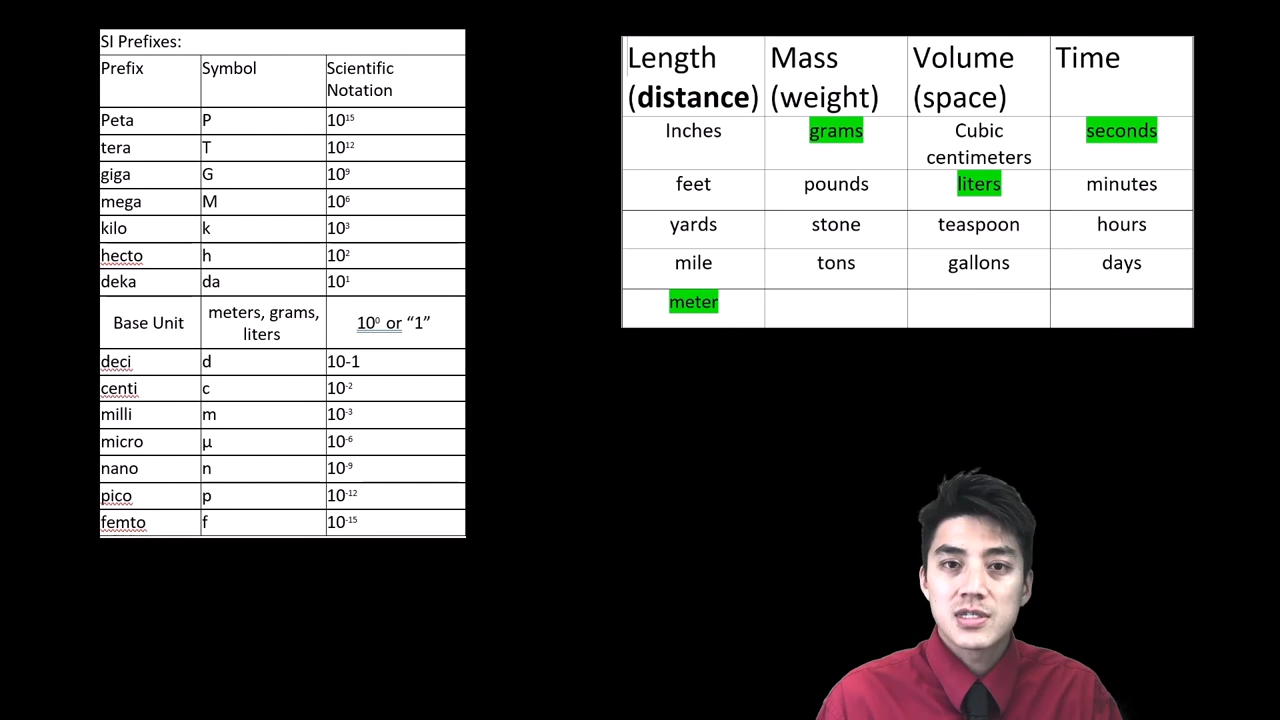 SI Prefixes:
Prefix Symbol Scientific
Notation
Peta P 10¹⁵
tera T 10¹²
giga G 10⁹
mega M 10⁶
kilo k 10³
hecto h 10²
deka da 10¹
Base Unit meters, grams, 10⁰ or “1”
liters
deci d 10-1
centi c 10⁻²
milli m 10⁻³
micro µ 10⁻⁶
nano n 10⁻⁹
pico p 10⁻¹²
femto f 10⁻¹⁵
Length Mass Volume Time
(distance) (weight) (space)
Inches grams Cubic seconds
centimeters
feet pounds liters minutes
yards stone teaspoon hours
mile tons gallons days
meter